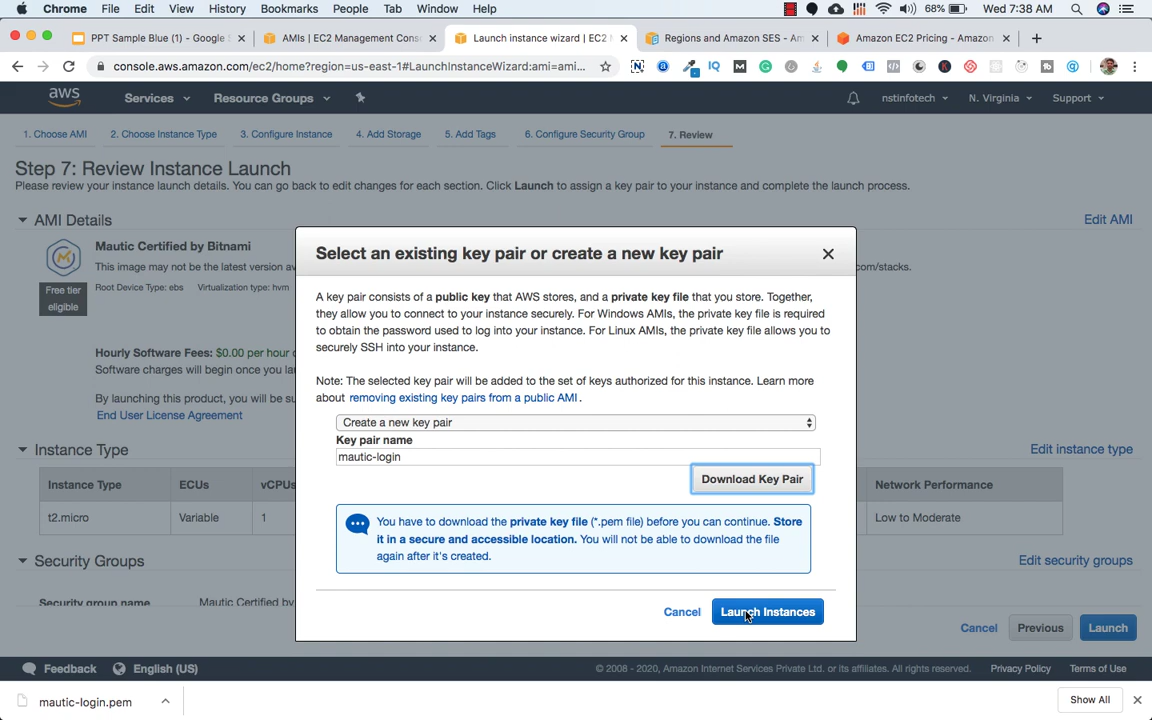 Chrome File Edit View History Bookmarks People Tab Window Help 68% Wed 7:38 AM
PPT Sample Blue (1) - Google S
AMIs | EC2 Management Cons
Launch instance wizard | EC2 M
Regions and Amazon SES - Am
Amazon EC2 Pricing - Amazon
console.aws.amazon.com/ec2/home?region=us-east-1#LaunchInstanceWizard:ami=ami...
aws Services Resource Groups nstinfotech N. Virginia Support
1. Choose AMI 2. Choose Instance Type 3. Configure Instance 4. Add Storage 5. Add Tags 6. Configure Security Group 7. Review
Step 7: Review Instance Launch
Please review your instance launch details. You can go back to edit changes for each section. Click Launch to assign a key pair to your instance and complete the launch process.
AMI Details Edit AMI
Mautic Certified by Bitnami
This image may not be the latest version av
com/stacks.
Free tier
eligible
Root Device Type: ebs Virtualization type: hvm
Hourly Software Fees: $0.00 per hour
Software charges will begin once you la
By launching this product, you will be su
End User License Agreement
Select an existing key pair or create a new key pair
A key pair consists of a public key that AWS stores, and a private key file that you store. Together,
they allow you to connect to your instance securely. For Windows AMIs, the private key file is required
to obtain the password used to log into your instance. For Linux AMIs, the private key file allows you to
securely SSH into your instance.
Note: The selected key pair will be added to the set of keys authorized for this instance. Learn more
about removing existing key pairs from a public AMI.
Create a new key pair
Key pair name
mautic-login
Download Key Pair
You have to download the private key file (*.pem file) before you can continue. Store
it in a secure and accessible location. You will not be able to download the file
again after it's created.
Cancel Launch Instances
Instance Type Edit instance type
Instance Type ECUs vCPUs Network Performance
t2.micro Variable 1 Low to Moderate
Security Groups Edit security groups
Security group name Mautic Certified by
Cancel Previous Launch
Feedback English (US) © 2008 - 2020, Amazon Internet Services Private Ltd. or its affiliates. All rights reserved. Privacy Policy Terms of Use
mautic-login.pem Show All